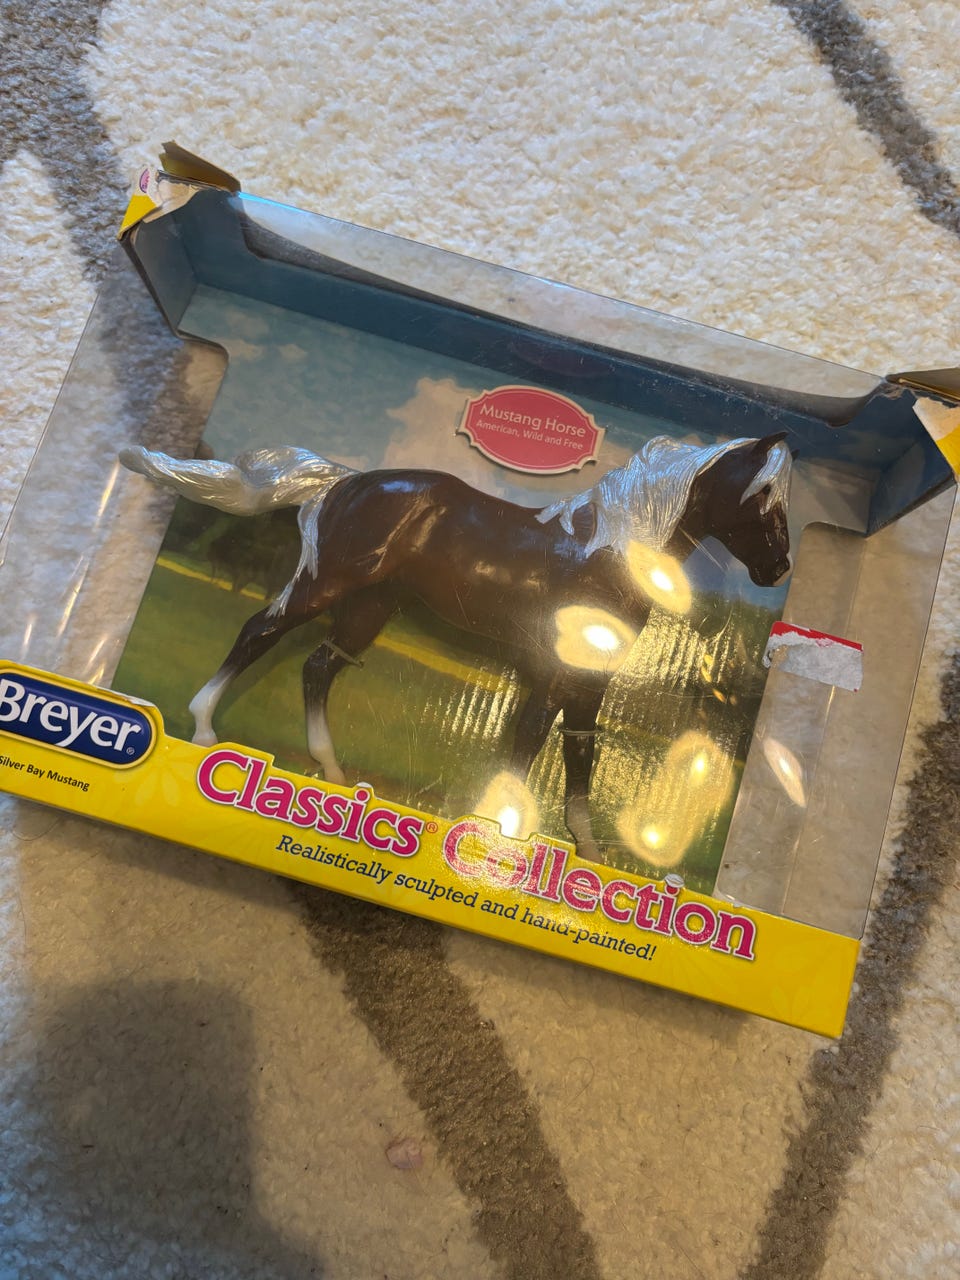 Mustang Horse
American, Wild and Free
Breyer®
Silver Bay Mustang
Classics® Collection
Realistically sculpted and hand-painted!